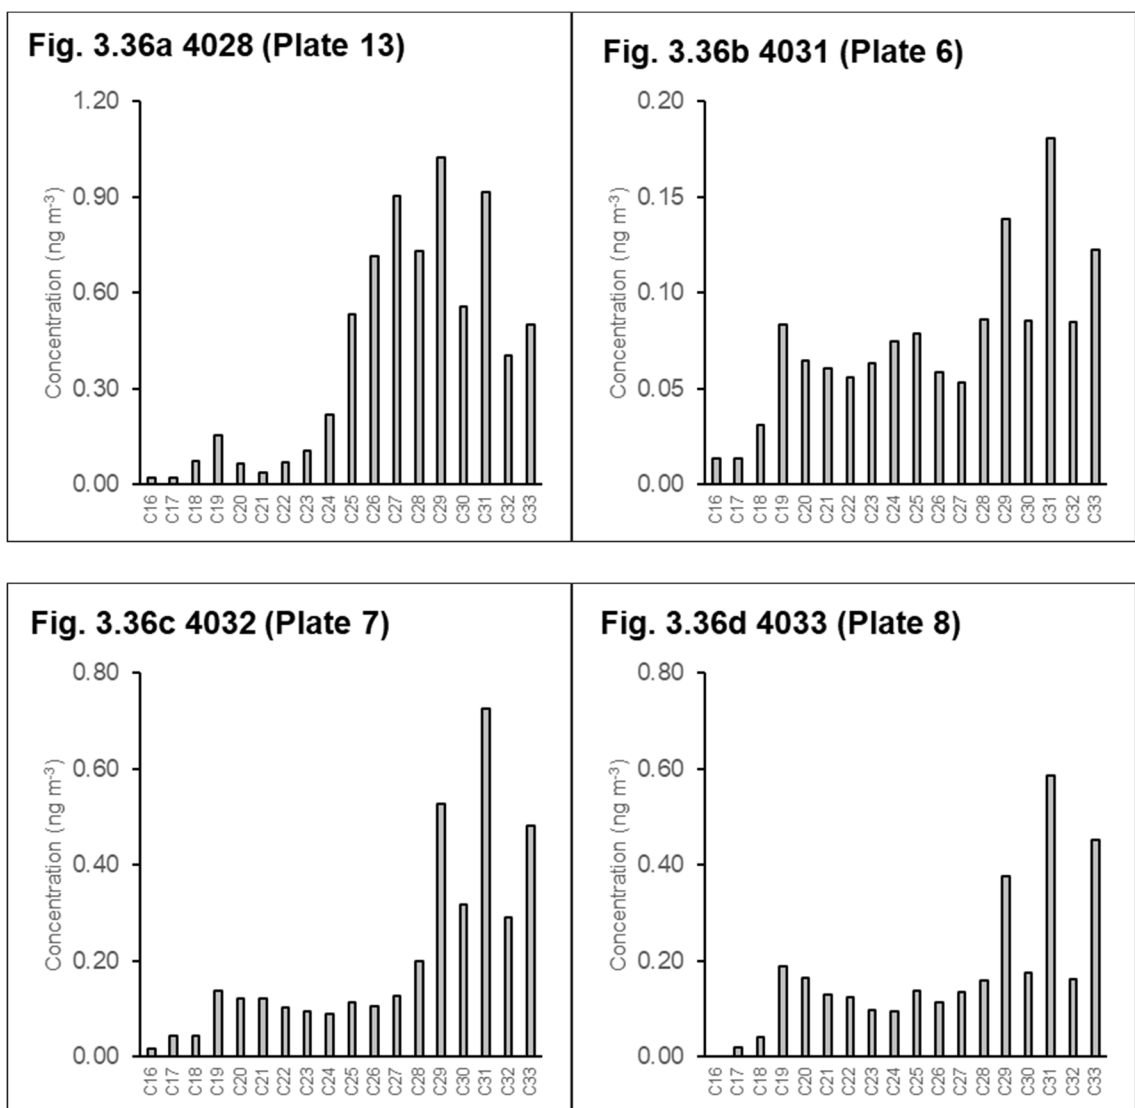 Fig. 3.36a 4028 (Plate 13)
Concentration (ng m-3)
1.20
0.90
0.60
0.30
0.00
C16 C17 C18 C19 C20 C21 C22 C23 C24 C25 C26 C27 C28 C29 C30 C31 C32 C33
Fig. 3.36b 4031 (Plate 6)
Concentration (ng m-3)
0.20
0.15
0.10
0.05
0.00
C16 C17 C18 C19 C20 C21 C22 C23 C24 C25 C26 C27 C28 C29 C30 C31 C32 C33
Fig. 3.36c 4032 (Plate 7)
Concentration (ng m-3)
0.80
0.60
0.40
0.20
0.00
C16 C17 C18 C19 C20 C21 C22 C23 C24 C25 C26 C27 C28 C29 C30 C31 C32 C33
Fig. 3.36d 4033 (Plate 8)
Concentration (ng m-3)
0.80
0.60
0.40
0.20
0.00
C16 C17 C18 C19 C20 C21 C22 C23 C24 C25 C26 C27 C28 C29 C30 C31 C32 C33